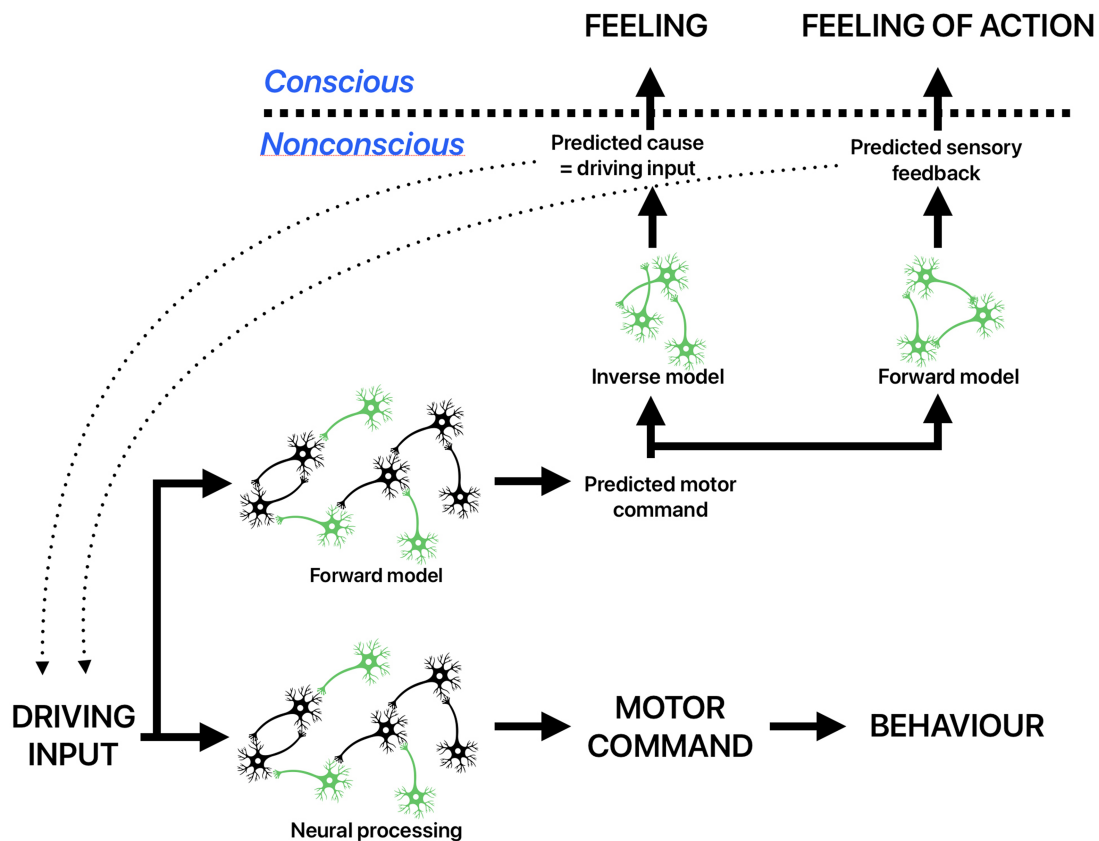 FEELING
FEELING OF ACTION
Conscious
Nonconscious
Predicted cause
= driving input
Predicted sensory
feedback
Inverse model
Forward model
Predicted motor
command
Forward model
DRIVING
INPUT
MOTOR
COMMAND
BEHAVIOUR
Neural processing